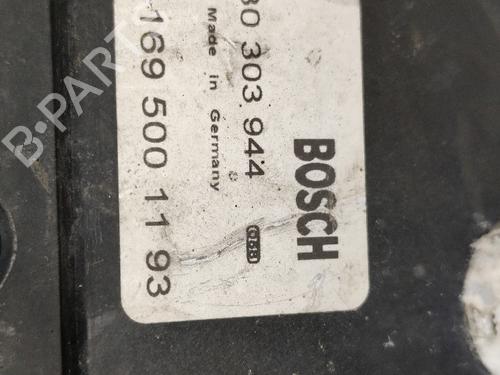 BOSCH
30 303 944
Made in Germany
169 500 11 93
B-PARTS